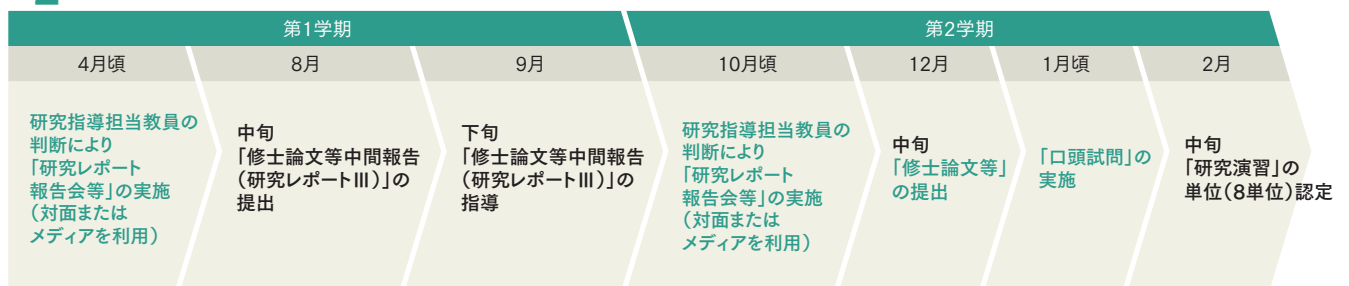 第1学期
第2学期
4月頃
8月
9月
10月頃
12月
1月頃
2月
研究指導担当教員の
判断により
「研究レポート
報告会等」の実施
（対面または
メディアを利用）
中旬
「修士論文等中間報告
（研究レポートⅢ）」の
提出
下旬
「修士論文等中間報告
（研究レポートⅢ）」の
指導
研究指導担当教員の
判断により
「研究レポート
報告会等」の実施
（対面または
メディアを利用）
中旬
「修士論文等」
の提出
「口頭試問」の
実施
中旬
「研究演習」の
単位（8単位）認定